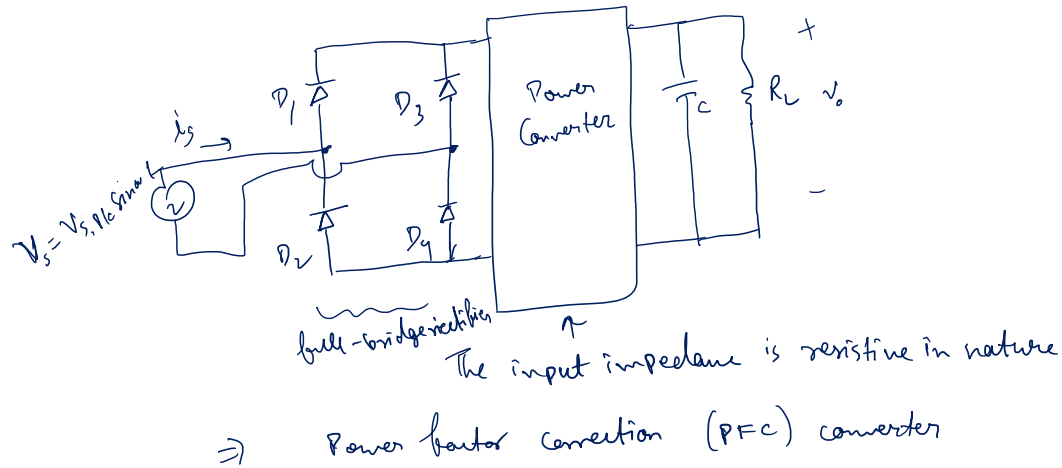 D1
D3
Power
Converter
C
RL
vo
+
-
is
Vs = Vs,pk sin ωt
D2
D4
full-bridge rectifier
↑
The input impedance is resistive in nature
⇒ Power factor correction (PFC) converter